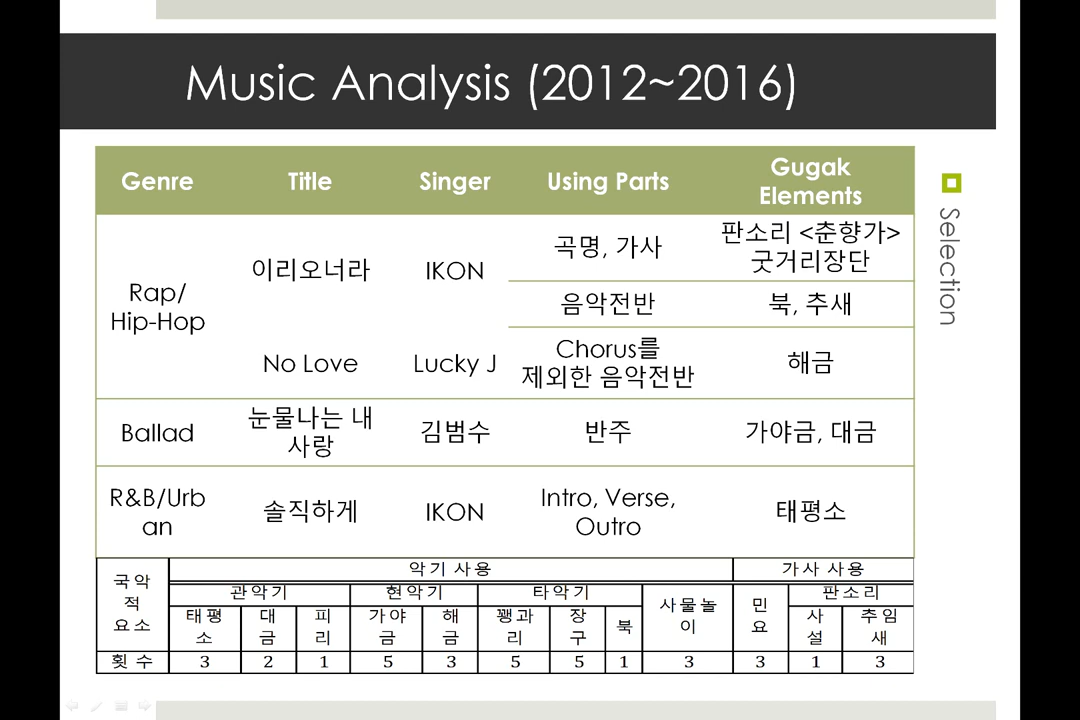 Music Analysis (2012~2016)
Genre Title Singer Using Parts Gugak
Elements
Rap/
Hip-Hop
이리오너라 IKON
곡명, 가사
판소리 <춘향가>
굿거리장단
음악전반 북, 추새
No Love Lucky J
Chorus를
제외한 음악전반
해금
Ballad
눈물나는 내
사랑
김범수 반주 가야금, 대금
R&B/Urb
an
솔직하게 IKON
Intro, Verse,
Outro
태평소
국악
적
요소
악기 사용 가사 사용
관악기 현악기 타악기 사물놀
이
민
요
판소리
태평
소
대
금
피
리
가야
금
해
금
꽹과
리
장
구
북
사
설
추임
새
횟수 3 2 1 5 3 5 5 1 3 3 1 3
Selection